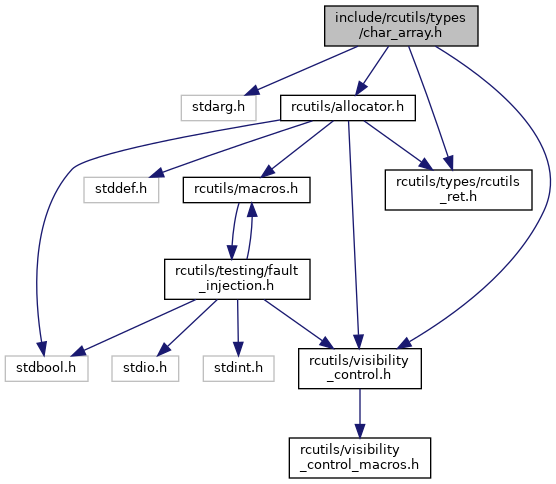 include/rcutils/types
/char_array.h
stdarg.h
rcutils/allocator.h
stddef.h
rcutils/macros.h
rcutils/types/rcutils
_ret.h
rcutils/testing/fault
_injection.h
stdbool.h
stdio.h
stdint.h
rcutils/visibility
_control.h
rcutils/visibility
_control_macros.h